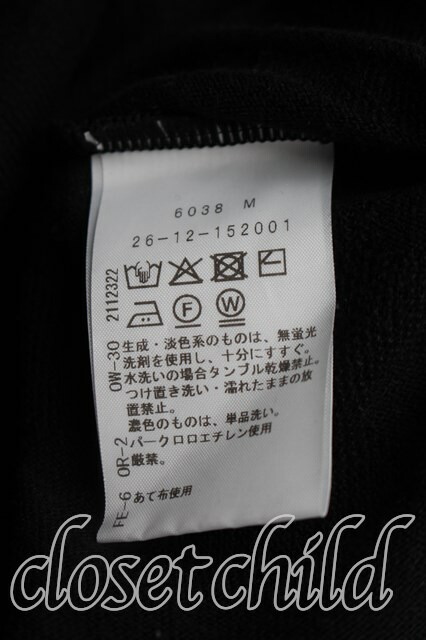 6038 M
26-12-152001
F
W
生成・淡色系のものは、無蛍光
洗剤を使用し、十分にすすぐ。
水洗いの場合タンブル乾燥禁止。
つけ置き洗い・濡れたままの放
置禁止。
濃色のものは、単品洗い。
パークロロエチレン使用
厳禁。
あて布使用
FE-6 OR-2 OW-30 2112322
closet child